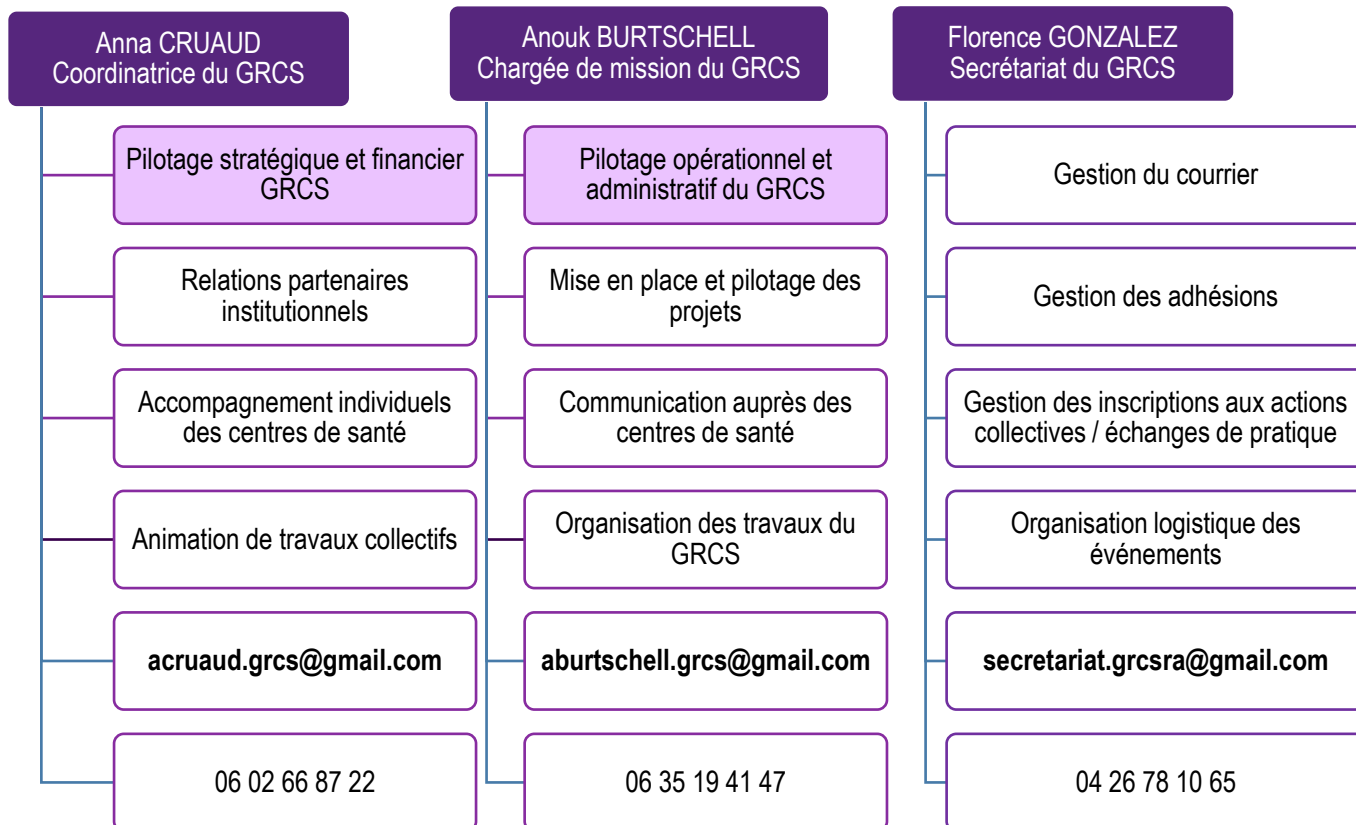 Anna CRUAUD
Coordinatrice du GRCS
Pilotage stratégique et financier
GRCS
Relations partenaires
institutionnels
Accompagnement individuels
des centres de santé
Animation de travaux collectifs
acruaud.grcs@gmail.com
06 02 66 87 22
Anouk BURTSCHELL
Chargée de mission du GRCS
Pilotage opérationnel et
administratif du GRCS
Mise en place et pilotage des
projets
Communication auprès des
centres de santé
Organisation des travaux du
GRCS
aburtschell.grcs@gmail.com
06 35 19 41 47
Florence GONZALEZ
Secrétariat du GRCS
Gestion du courrier
Gestion des adhésions
Gestion des inscriptions aux actions
collectives / échanges de pratique
Organisation logistique des
événements
secretariat.grcsra@gmail.com
04 26 78 10 65